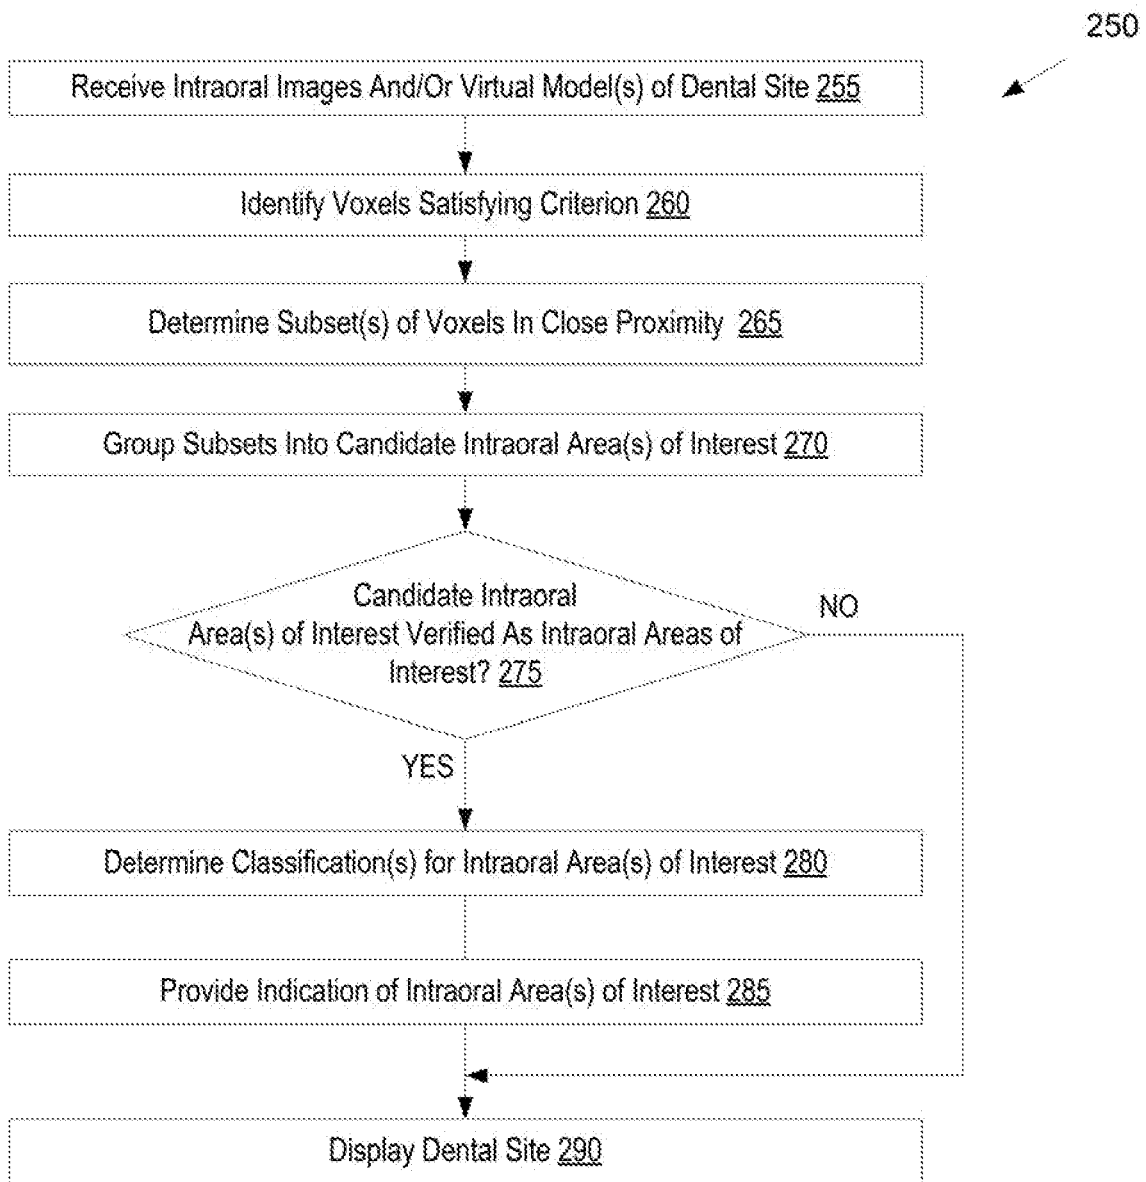 250
Receive Intraoral Images And/Or Virtual Model(s) of Dental Site 255
Identify Voxels Satisfying Criterion 260
Determine Subset(s) of Voxels In Close Proximity 265
Group Subsets Into Candidate Intraoral Area(s) of Interest 270
Candidate Intraoral
Area(s) of Interest Verified As Intraoral Areas of
Interest? 275
NO
YES
Determine Classification(s) for Intraoral Area(s) of Interest 280
Provide Indication of Intraoral Area(s) of Interest 285
Display Dental Site 290